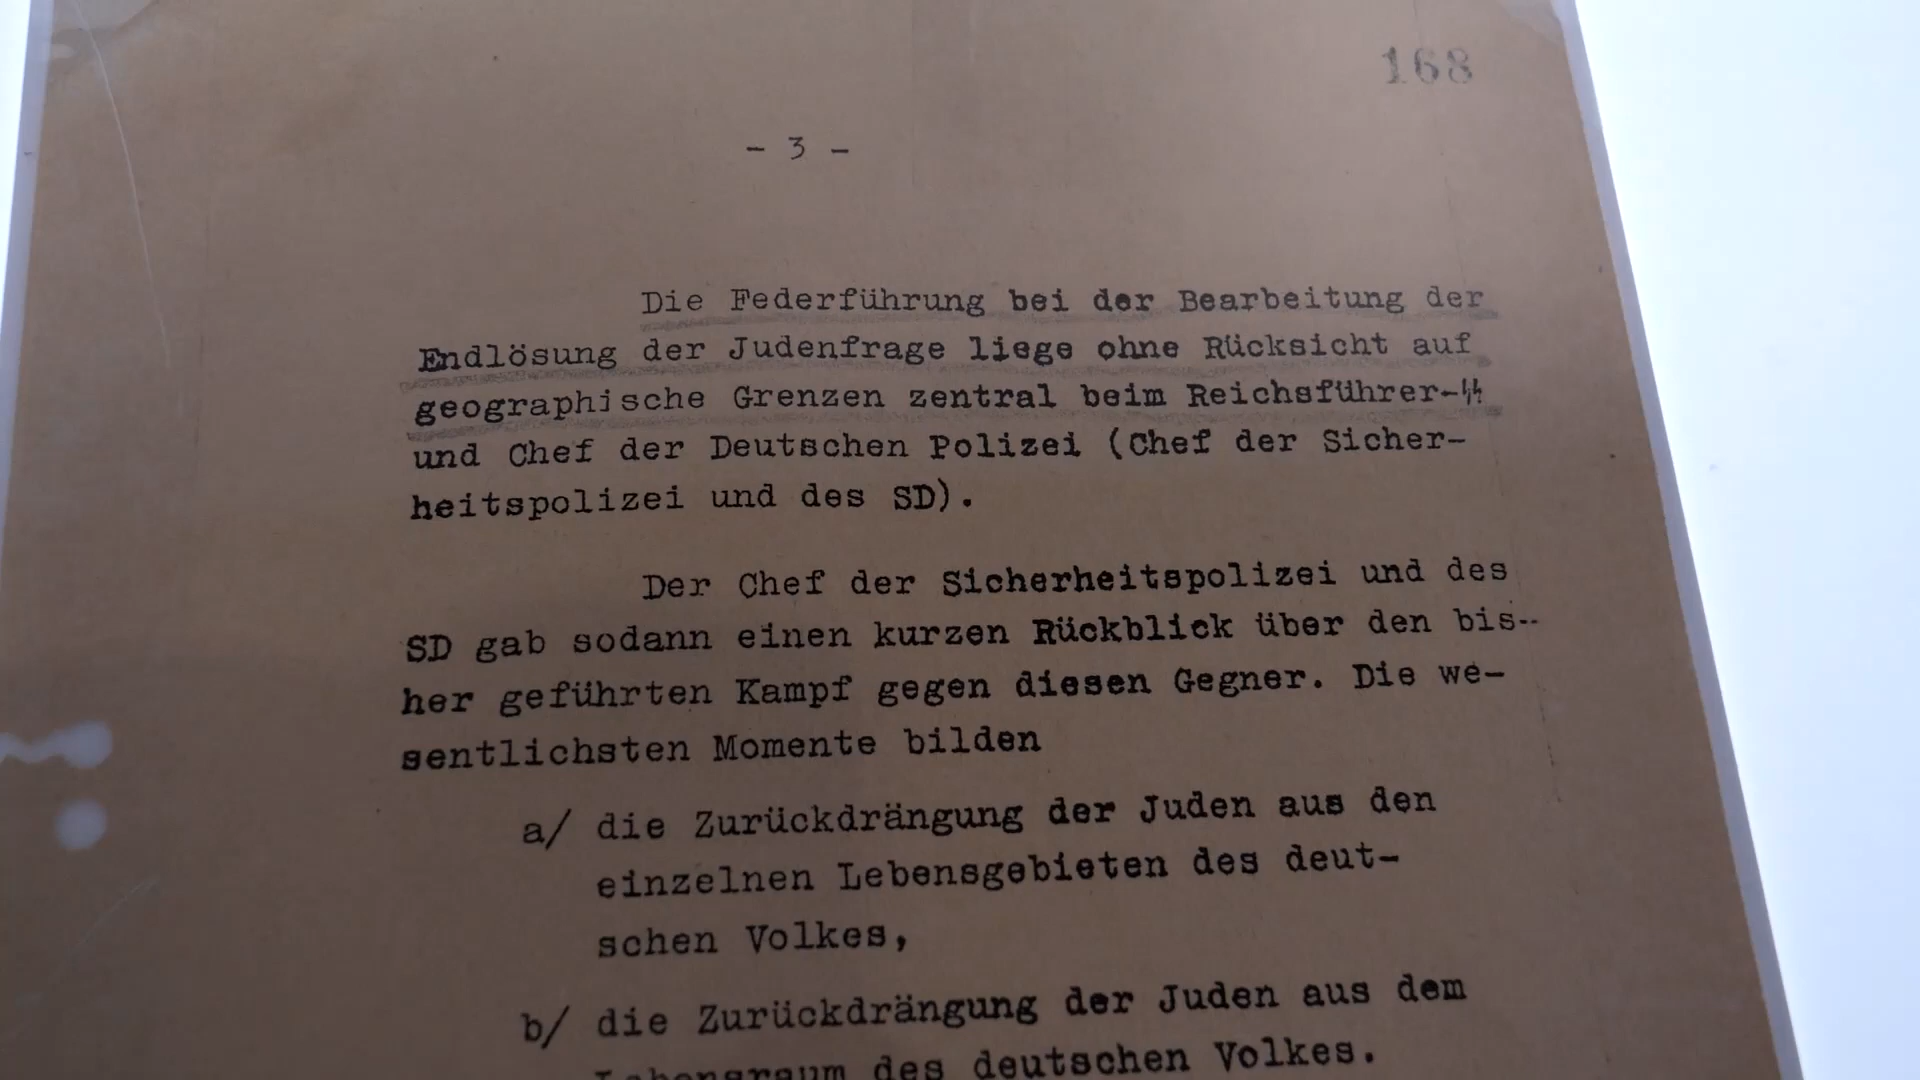 168
- 3 -
Die Federführung bei der Bearbeitung der
Endlösung der Judenfrage liege ohne Rücksicht auf
geographische Grenzen zentral beim Reichsführer-ᛋᛋ
und Chef der Deutschen Polizei (Chef der Sicher-
heitspolizei und des SD).
Der Chef der Sicherheitspolizei und des
SD gab sodann einen kurzen Rückblick über den bis-
her geführten Kampf gegen diesen Gegner. Die we-
sentlichsten Momente bilden
a/ die Zurückdrängung der Juden aus den
einzelnen Lebensgebieten des deut-
schen Volkes,
b/ die Zurückdrängung der Juden aus dem
Lebensraum des deutschen Volkes.